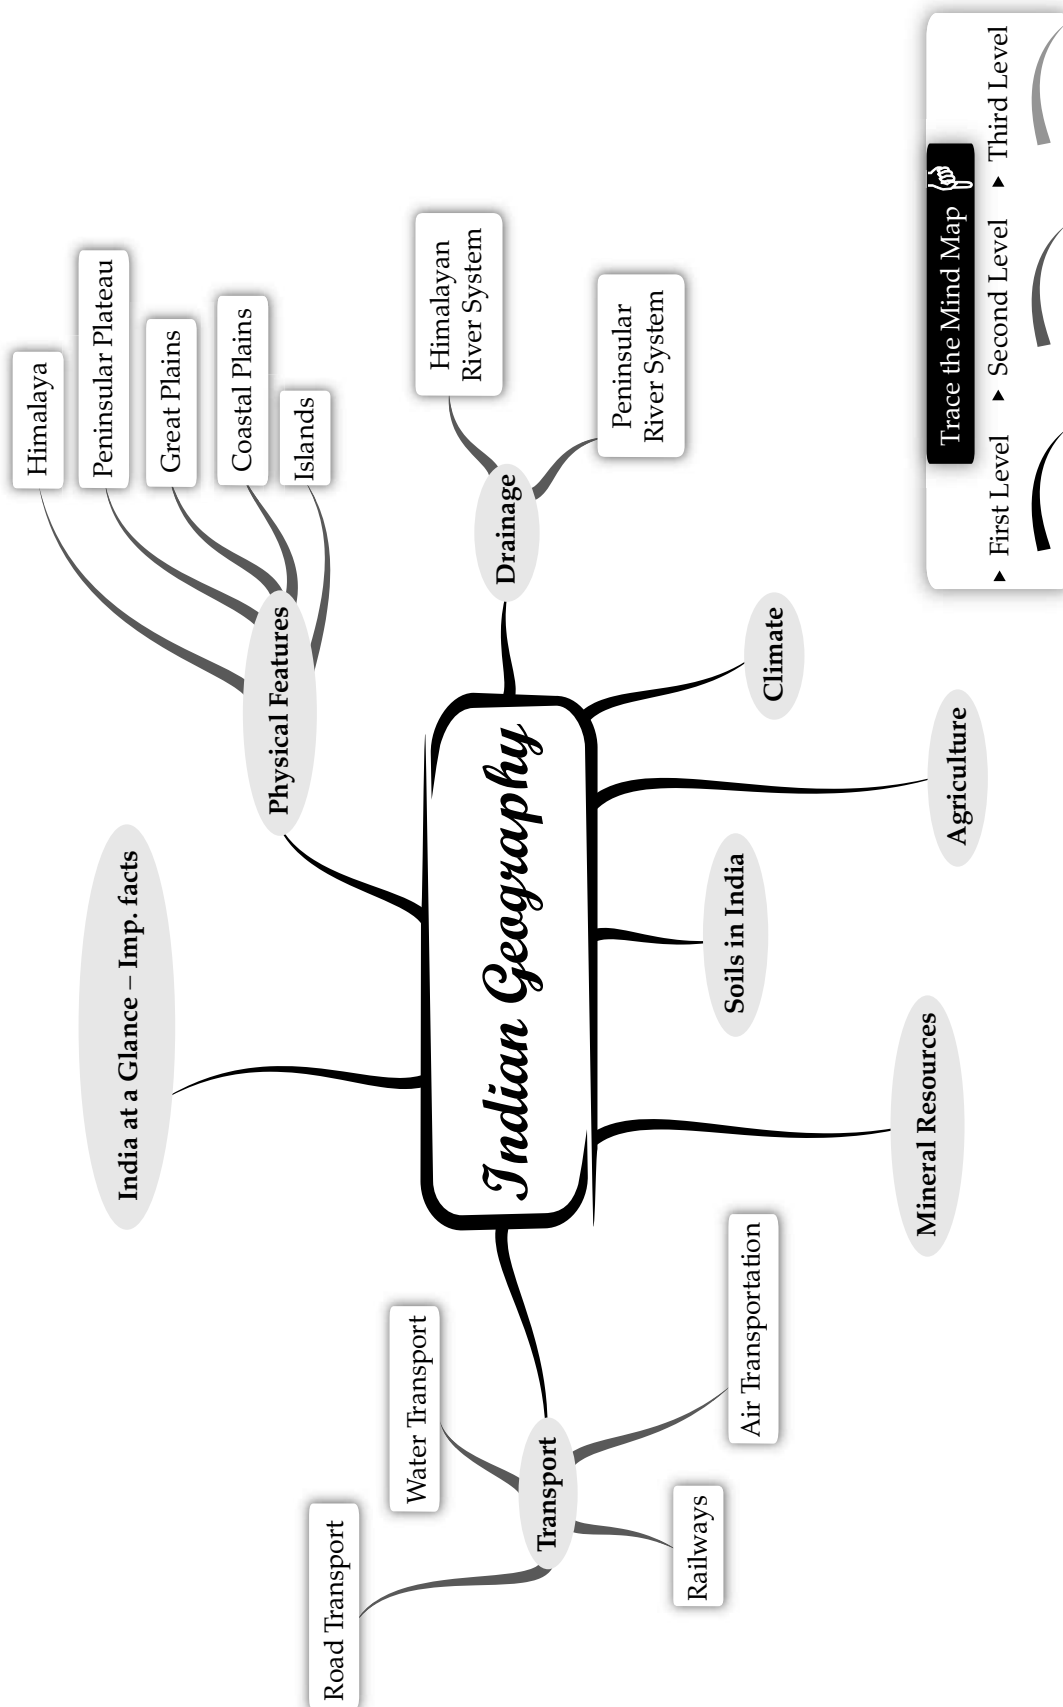 Himalaya
Peninsular Plateau
Great Plains
Coastal Plains
Islands
Physical Features
India at a Glance – Imp. facts
Himalayan
River System
Peninsular
River System
Drainage
Indian Geography
Climate
Agriculture
Soils in India
Mineral Resources
Transport
Road Transport
Water Transport
Railways
Air Transportation
Trace the Mind Map
▶ First Level ▶ Second Level ▶ Third Level